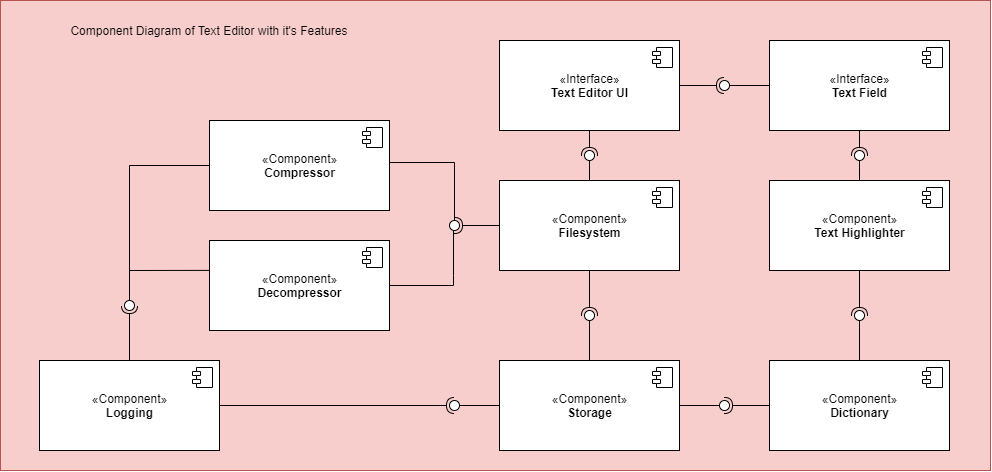 Component Diagram of Text Editor with it's Features
«Interface»
Text Editor UI
«Interface»
Text Field
«Component»
Compressor
«Component»
Filesystem
«Component»
Text Highlighter
«Component»
Decompressor
«Component»
Logging
«Component»
Storage
«Component»
Dictionary